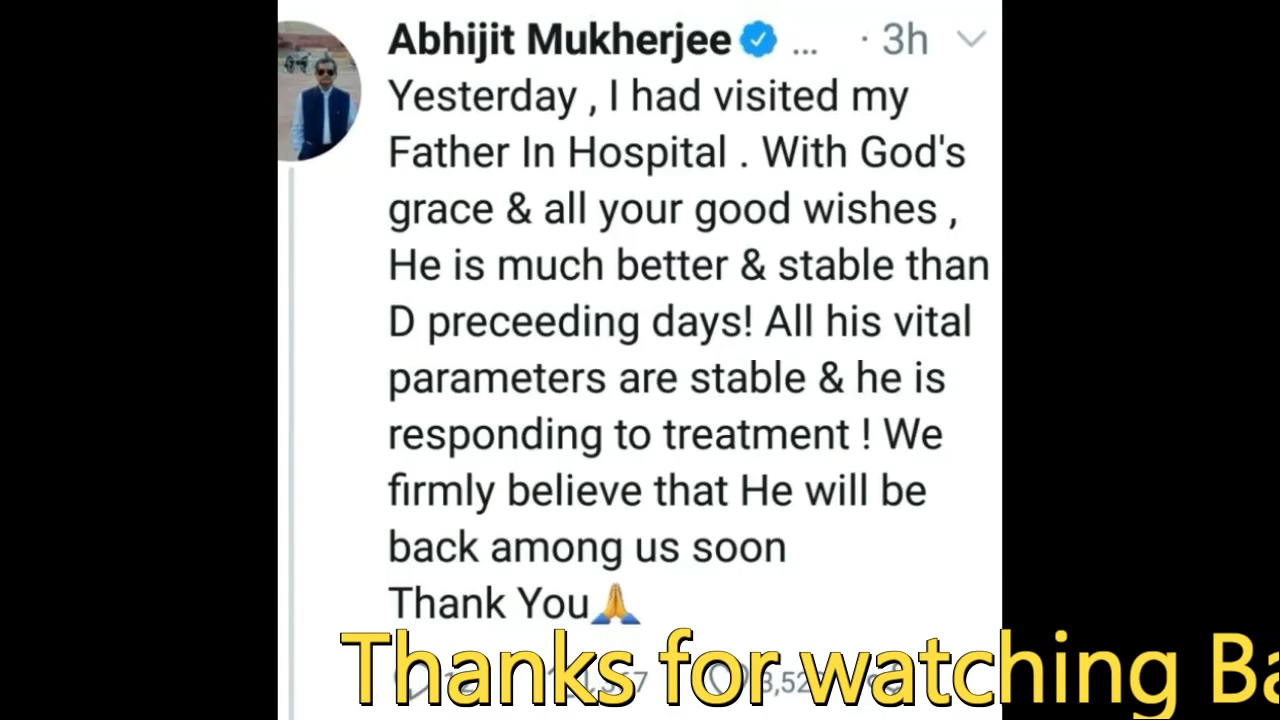 Abhijit Mukherjee ... · 3h
Yesterday , I had visited my
Father In Hospital . With God's
grace & all your good wishes ,
He is much better & stable than
D preceeding days! All his vital
parameters are stable & he is
responding to treatment ! We
firmly believe that He will be
back among us soon
Thank You🙏
Thanks for watching Ba